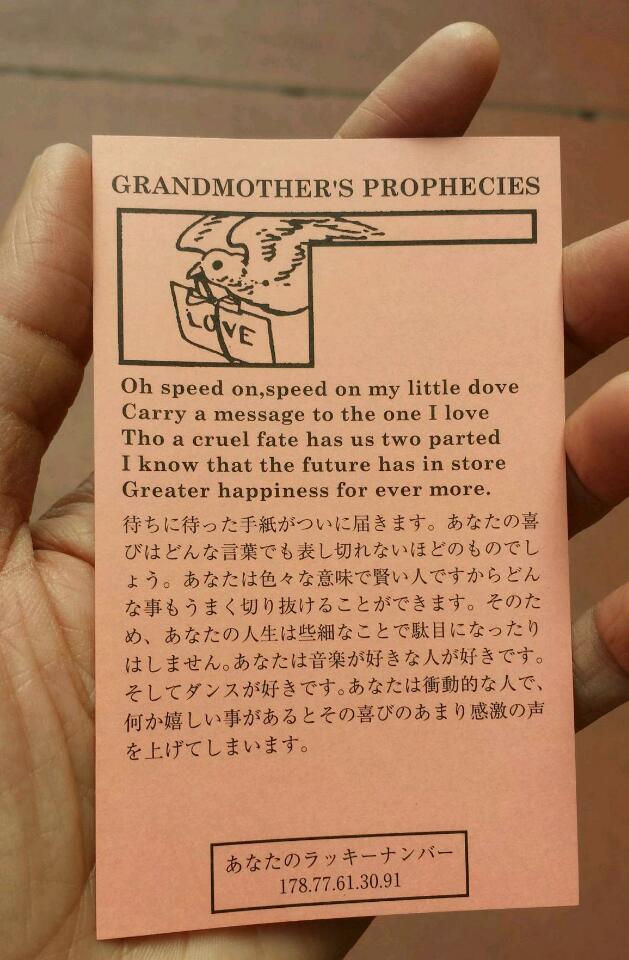 GRANDMOTHER'S PROPHECIES
LOVE
Oh speed on,speed on my little dove
Carry a message to the one I love
Tho a cruel fate has us two parted
I know that the future has in store
Greater happiness for ever more.
待ちに待った手紙がついに届きます。あなたの喜
びはどんな言葉でも表し切れないほどのものでし
ょう。あなたは色々な意味で賢い人ですからどん
な事もうまく切り抜けることができます。そのた
め、あなたの人生は些細なことで駄目になったり
はしません。あなたは音楽が好きな人が好きです。
そしてダンスが好きです。あなたは衝動的な人で、
何か嬉しい事があるとその喜びのあまり感激の声
を上げてしまいます。
あなたのラッキーナンバー
178.77.61.30.91